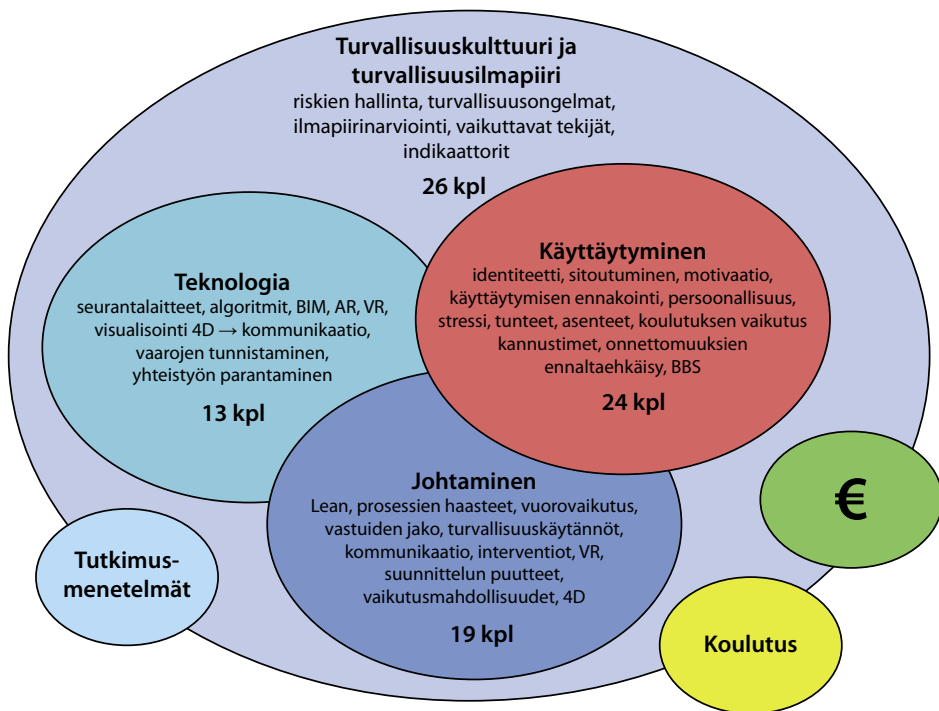 Turvallisuuskulttuuri ja
turvallisuusilmapiiri
riskien hallinta, turvallisuusongelmat,
ilmapiirinarviointi, vaikuttavat tekijät,
indikaattorit
26 kpl
Teknologia
seurantalaitteet, algoritmit, BIM, AR, VR,
visualisointi 4D → kommunikaatio,
vaarojen tunnistaminen,
yhteistyön parantaminen
13 kpl
Käyttäytyminen
identiteetti, sitoutuminen, motivaatio,
käyttäytymisen ennakointi, persoonallisuus,
stressi, tunteet, asenteet, koulutuksen vaikutus
kannustimet, onnettomuuksien
ennaltaehkäisy, BBS
24 kpl
Johtaminen
Lean, prosessien haasteet, vuorovaikutus,
vastuiden jako, turvallisuuskäytännöt,
kommunikaatio, interventiot, VR,
suunnittelun puutteet,
vaikutusmahdollisuudet, 4D
19 kpl
€
Tutkimus-
menetelmät
Koulutus